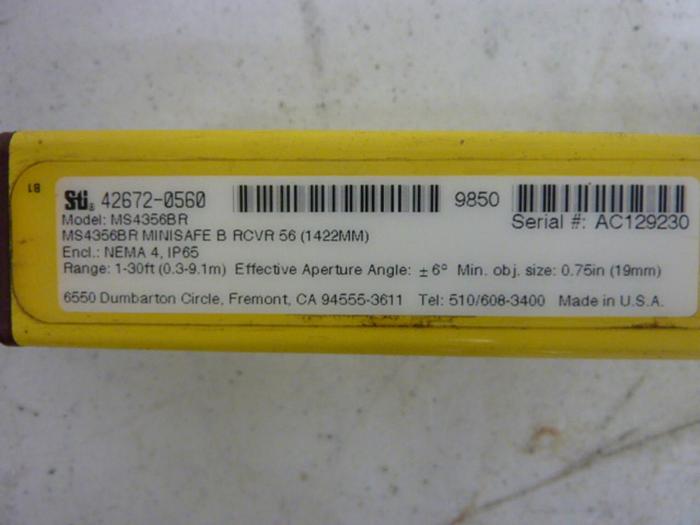 B1
Sti® 42672-0560 9850
Model: MS4356BR Serial #: AC129230
MS4356BR MINISAFE B RCVR 56 (1422MM)
Encl.: NEMA 4, IP65
Range: 1-30ft (0.3-9.1m) Effective Aperture Angle: ± 6° Min. obj. size: 0.75in (19mm)
6550 Dumbarton Circle, Fremont, CA 94555-3611 Tel: 510/608-3400 Made in U.S.A.